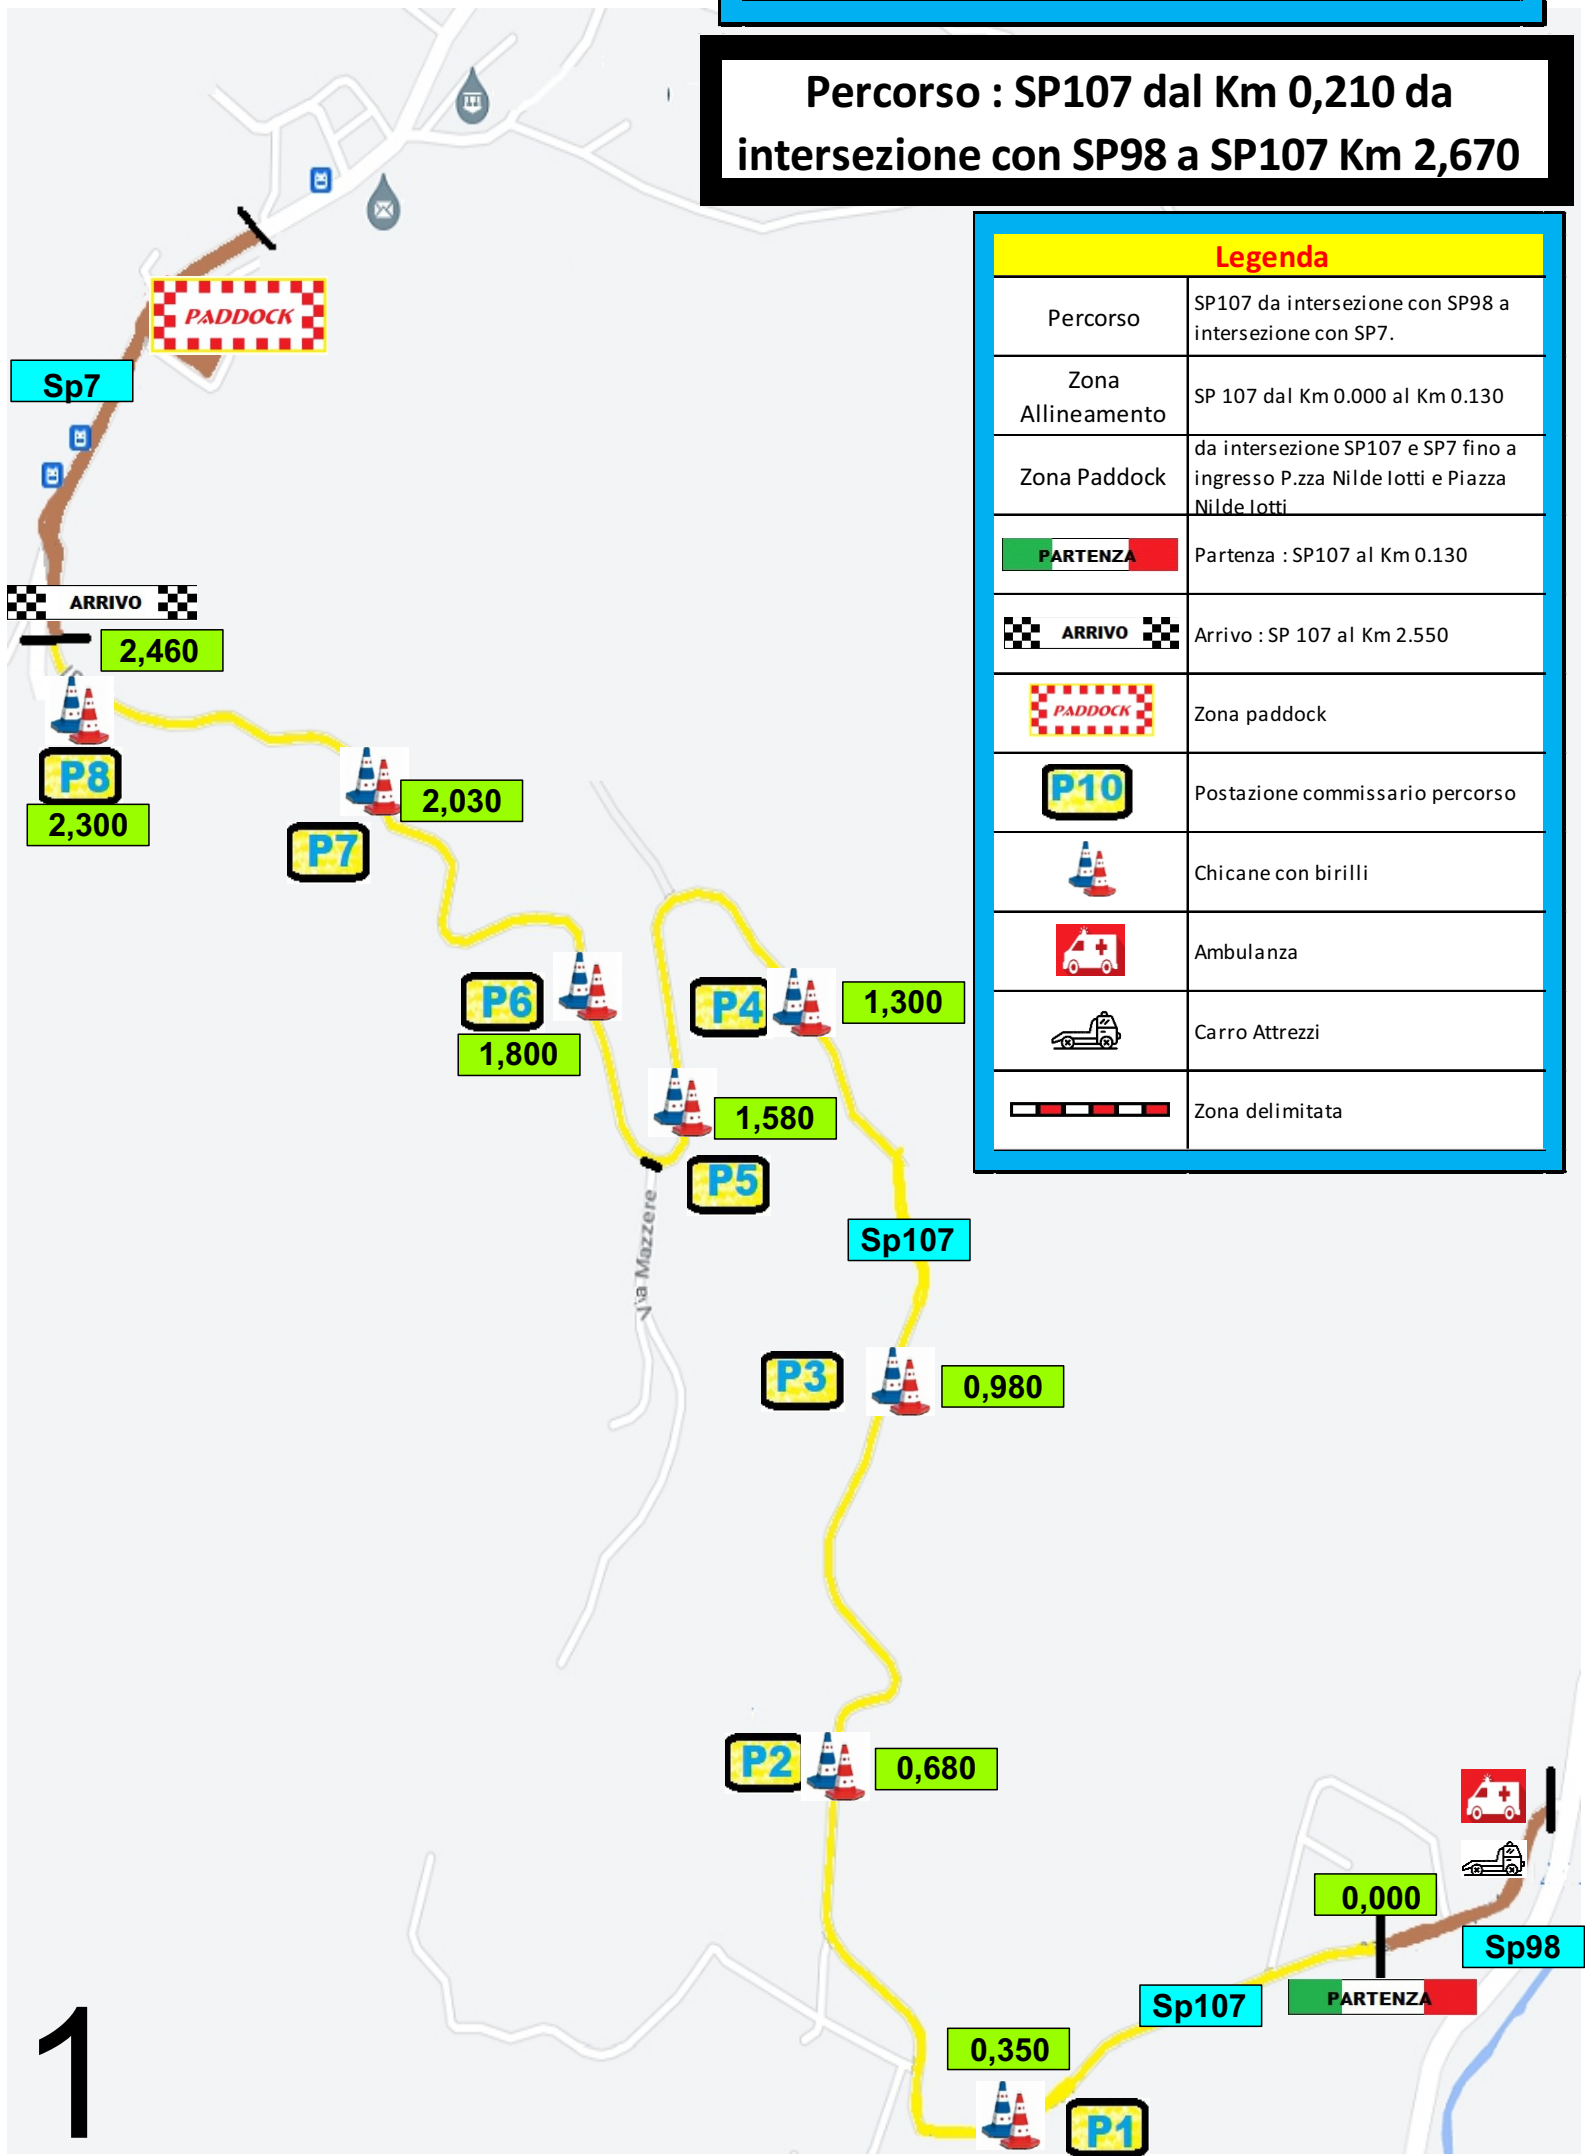 Percorso : SP107 dal Km 0,210 da
intersezione con SP98 a SP107 Km 2,670
Legenda
Percorso
SP107 da intersezione con SP98 a
intersezione con SP7.
Zona
Allineamento
SP 107 dal Km 0.000 al Km 0.130
Zona Paddock
da intersezione SP107 e SP7 fino a
ingresso P.zza Nilde Iotti e Piazza
Nilde Iotti
PARTENZA
Partenza : SP107 al Km 0.130
ARRIVO
Arrivo : SP 107 al Km 2.550
PADDOCK
Zona paddock
P10
Postazione commissario percorso
Chicane con birilli
Ambulanza
Carro Attrezzi
Zona delimitata
PADDOCK
Sp7
ARRIVO
2,460
P8
2,300
2,030
P7
P6
1,800
P4
1,300
1,580
P5
Via Mazzere
Sp107
P3
0,980
P2
0,680
0,000
Sp98
PARTENZA
Sp107
0,350
P1
1